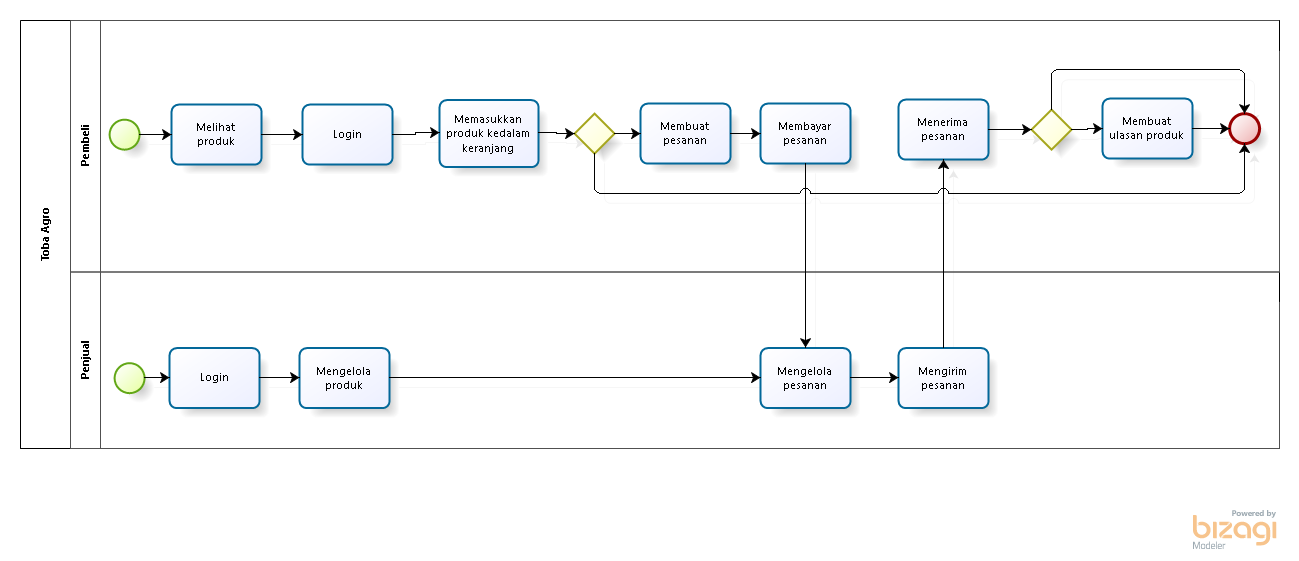 Toba Agro
Pembeli
Melihat
produk
Login
Memasukkan
produk kedalam
keranjang
Membuat
pesanan
Membayar
pesanan
Menerima
pesanan
Membuat
ulasan produk
Penjual
Login
Mengelola
produk
Mengelola
pesanan
Mengirim
pesanan
Powered by
bizagi
Modeler